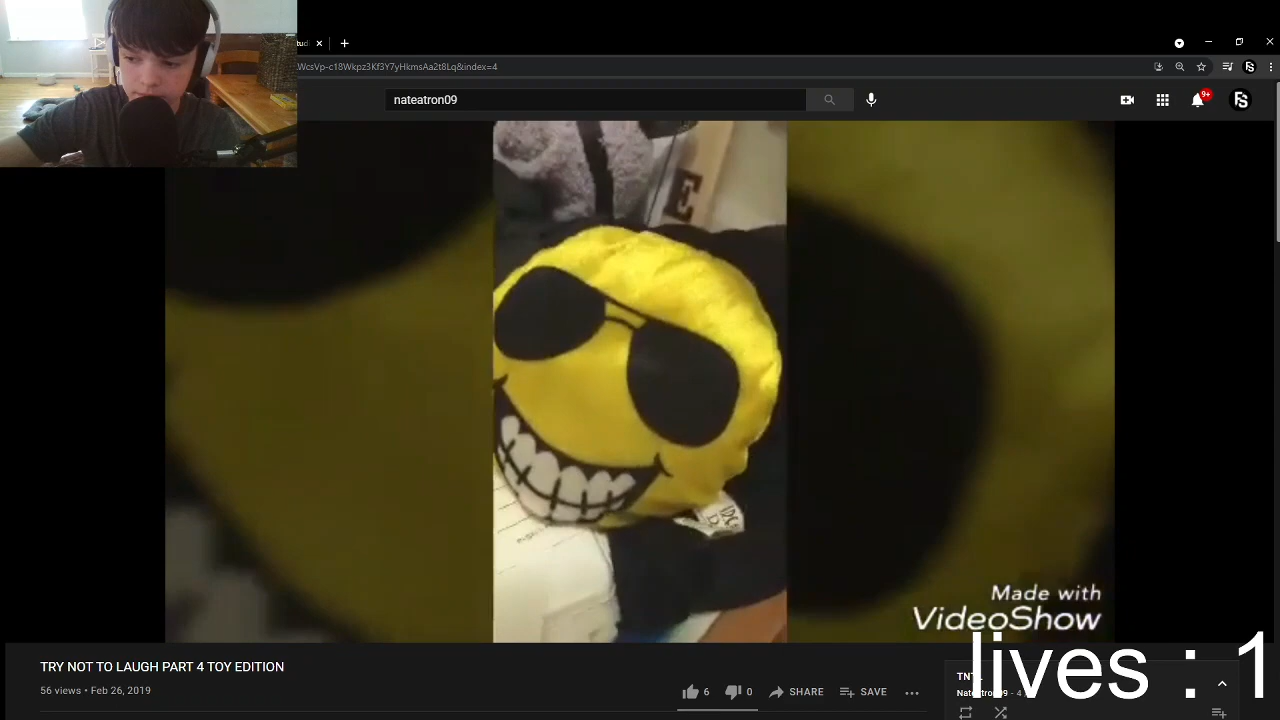 WcsVp-c18Wkpz3Kf3Y7yHkmsAa2t8Lq&index=4
nateatron09
9+
E
Made with
VideoShow
lives : 1
TRY NOT TO LAUGH PART 4 TOY EDITION
56 views • Feb 26, 2019
6
0
SHARE
SAVE